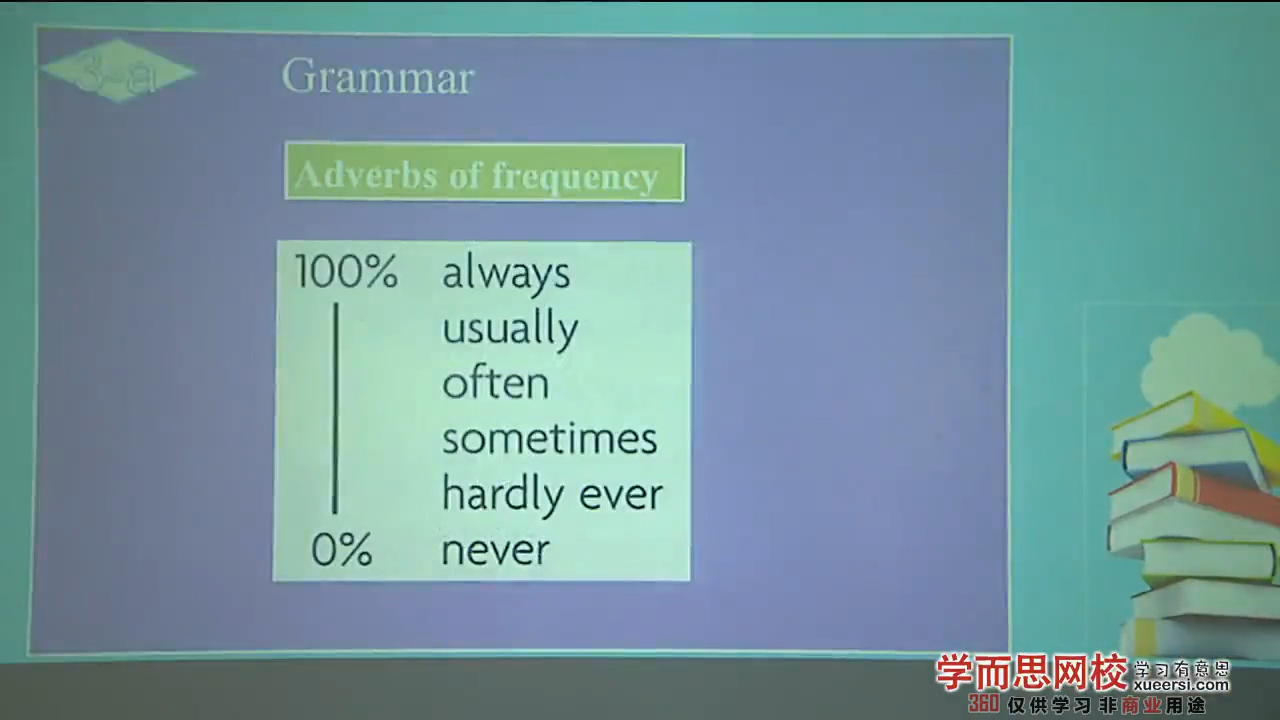 Grammar
Adverbs of frequency
100% always
usually
often
sometimes
hardly ever
0% never
学而思网校 学习有意思
xueersi.com
360 仅供学习 非商业用途